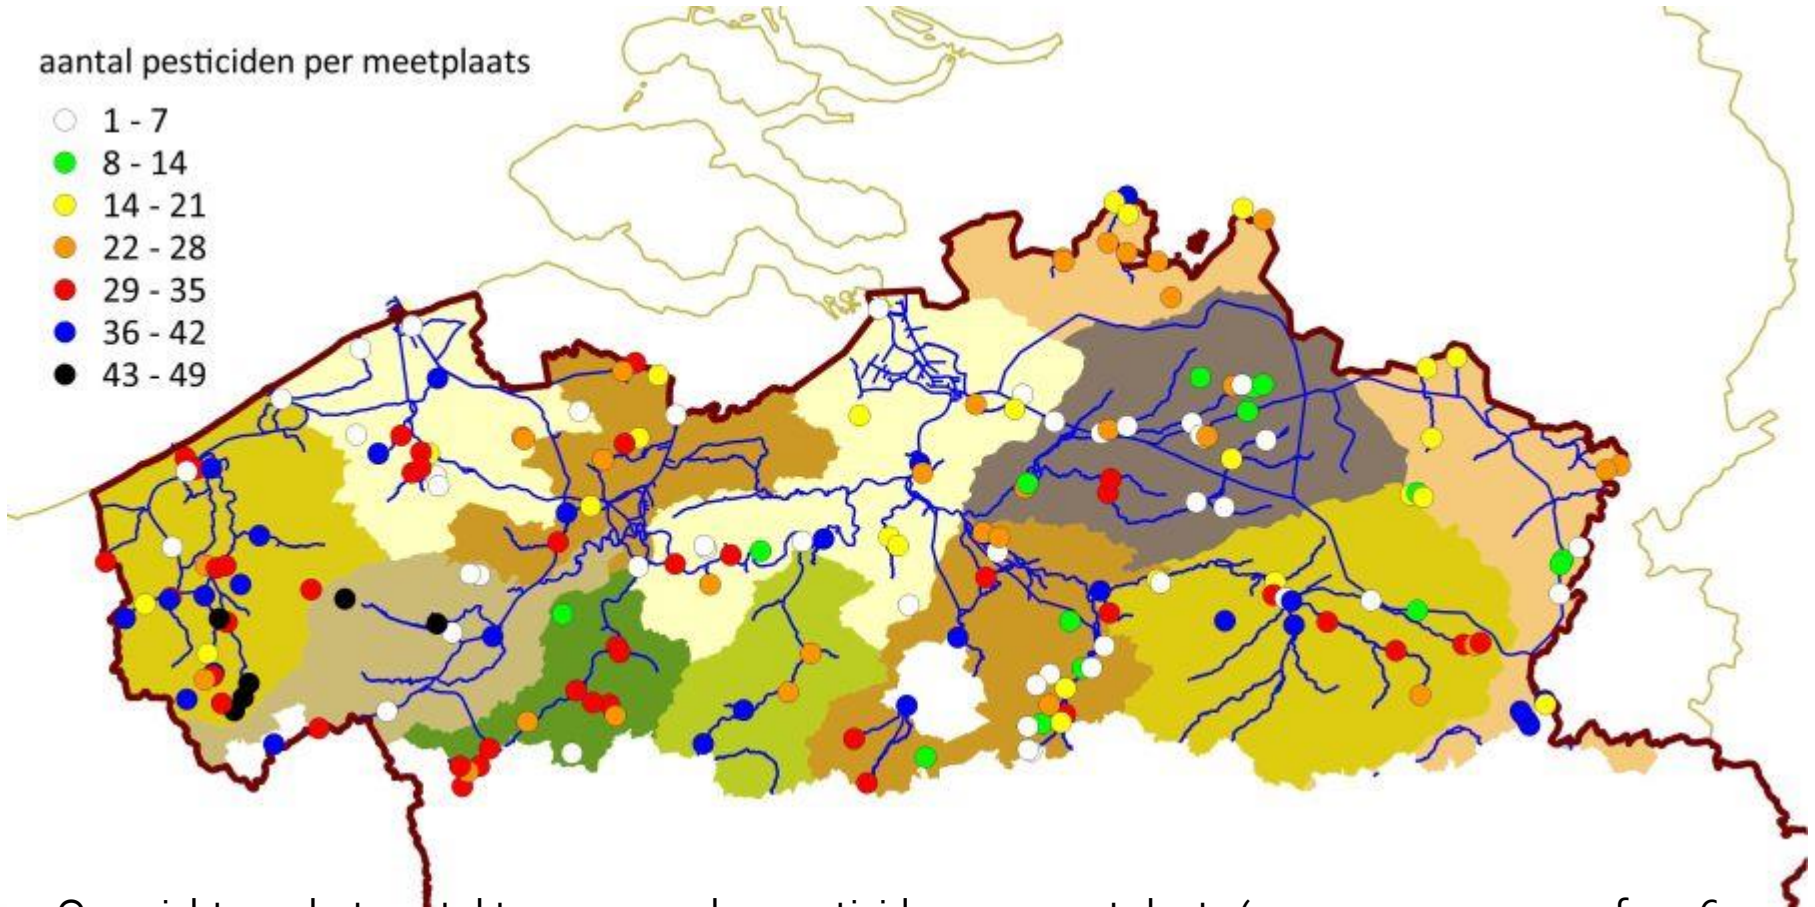 aantal pesticiden per meetplaats
1 - 7
8 - 14
14 - 21
22 - 28
29 - 35
36 - 42
43 - 49